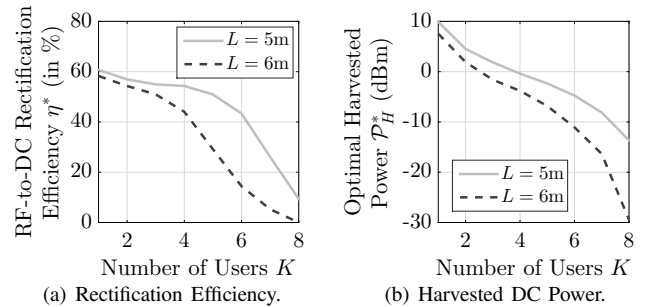 RF-to-DC Rectification
Efficiency η* (in %)
80
60
40
20
0
2 4 6 8
L = 5m
L = 6m
Number of Users K
(a) Rectification Efficiency.
Optimal Harvested
Power P*_H (dBm)
10
0
-10
-20
-30
2 4 6 8
L = 5m
L = 6m
Number of Users K
(b) Harvested DC Power.